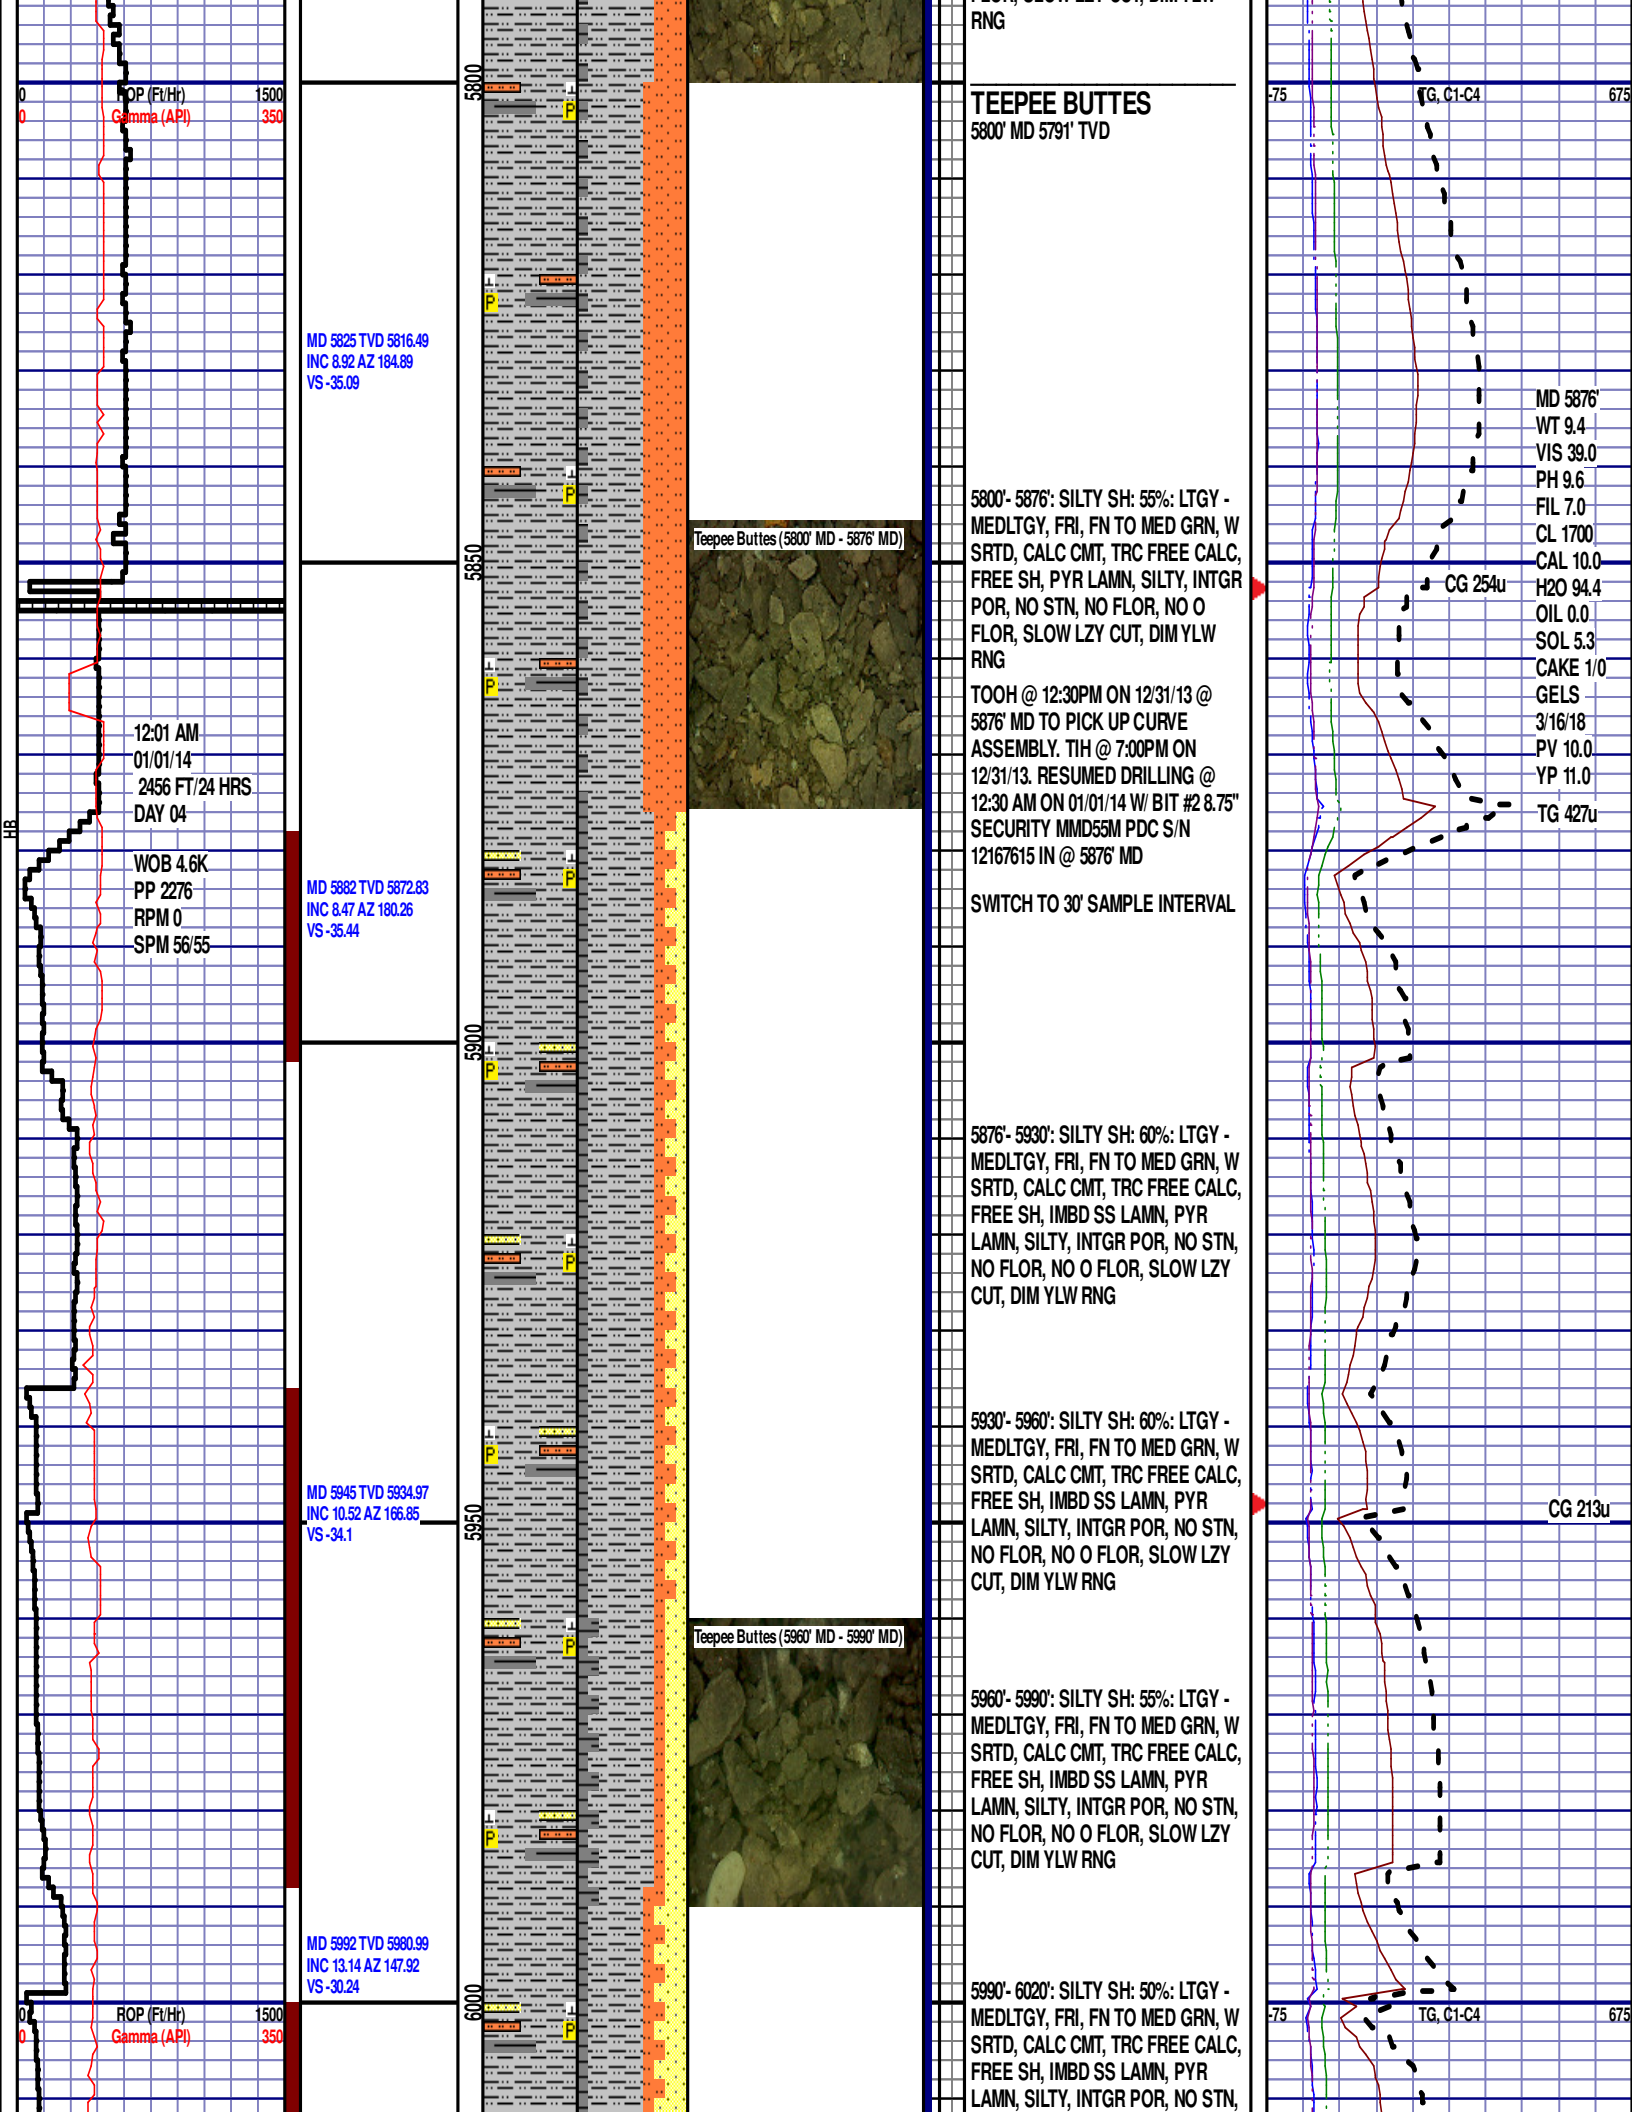 RNG
0 ROP (Ft/Hr) 1500
0 Gamma (API) 350
5800
TEEPEE BUTTES
5800' MD 5791' TVD
-75 TG, C1-C4 675
MD 5825 TVD 5816.49
INC 8.92 AZ 184.89
VS -35.09
MD 5876'
WT 9.4
VIS 39.0
PH 9.6
FIL 7.0
CL 1700
CAL 10.0
H2O 94.4
OIL 0.0
SOL 5.3
CAKE 1/0
GELS
3/16/18
PV 10.0
YP 11.0
5850
Teepee Buttes (5800' MD - 5876' MD)
5800'- 5876': SILTY SH: 55%: LTGY -
MEDLTGY, FRI, FN TO MED GRN, W
SRTD, CALC CMT, TRC FREE CALC,
FREE SH, PYR LAMN, SILTY, INTGR
POR, NO STN, NO FLOR, NO O
FLOR, SLOW LZY CUT, DIM YLW
RNG
CG 254u
TOOH @ 12:30PM ON 12/31/13 @
5876' MD TO PICK UP CURVE
ASSEMBLY. TIH @ 7:00PM ON
12/31/13. RESUMED DRILLING @
12:30 AM ON 01/01/14 W/ BIT #2 8.75"
SECURITY MMD55M PDC S/N
12167615 IN @ 5876' MD
SWITCH TO 30' SAMPLE INTERVAL
TG 427u
12:01 AM
01/01/14
2456 FT/24 HRS
DAY 04
HB
WOB 4.6K
PP 2276
RPM 0
SPM 56/55
MD 5882 TVD 5872.83
INC 8.47 AZ 180.26
VS -35.44
5900
5876'- 5930': SILTY SH: 60%: LTGY -
MEDLTGY, FRI, FN TO MED GRN, W
SRTD, CALC CMT, TRC FREE CALC,
FREE SH, IMBD SS LAMN, PYR
LAMN, SILTY, INTGR POR, NO STN,
NO FLOR, NO O FLOR, SLOW LZY
CUT, DIM YLW RNG
5930'- 5960': SILTY SH: 60%: LTGY -
MEDLTGY, FRI, FN TO MED GRN, W
SRTD, CALC CMT, TRC FREE CALC,
FREE SH, IMBD SS LAMN, PYR
LAMN, SILTY, INTGR POR, NO STN,
NO FLOR, NO O FLOR, SLOW LZY
CUT, DIM YLW RNG
MD 5945 TVD 5934.97
INC 10.52 AZ 166.85
VS -34.1
5950
CG 213u
Teepee Buttes (5960' MD - 5990' MD)
5960'- 5990': SILTY SH: 55%: LTGY -
MEDLTGY, FRI, FN TO MED GRN, W
SRTD, CALC CMT, TRC FREE CALC,
FREE SH, IMBD SS LAMN, PYR
LAMN, SILTY, INTGR POR, NO STN,
NO FLOR, NO O FLOR, SLOW LZY
CUT, DIM YLW RNG
MD 5992 TVD 5980.99
INC 13.14 AZ 147.92
VS -30.24
6000
0 ROP (Ft/Hr) 1500
0 Gamma (API) 350
5990'- 6020': SILTY SH: 50%: LTGY -
MEDLTGY, FRI, FN TO MED GRN, W
SRTD, CALC CMT, TRC FREE CALC,
FREE SH, IMBD SS LAMN, PYR
LAMN, SILTY, INTGR POR, NO STN,
-75 TG, C1-C4 675